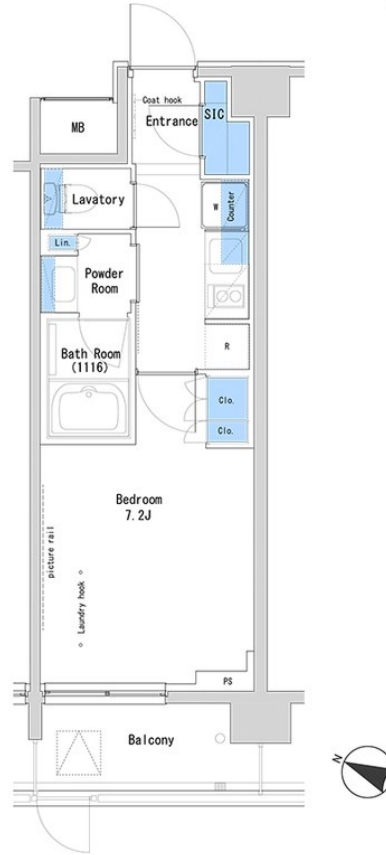 Coat hook
Entrance
SIC
MB
Lavatory
W
Counter
Lin.
Powder
Room
Bath Room
(1116)
R
Clo.
Clo.
Bedroom
7.2J
picture rail
Laundry hook
PS
Balcony
N